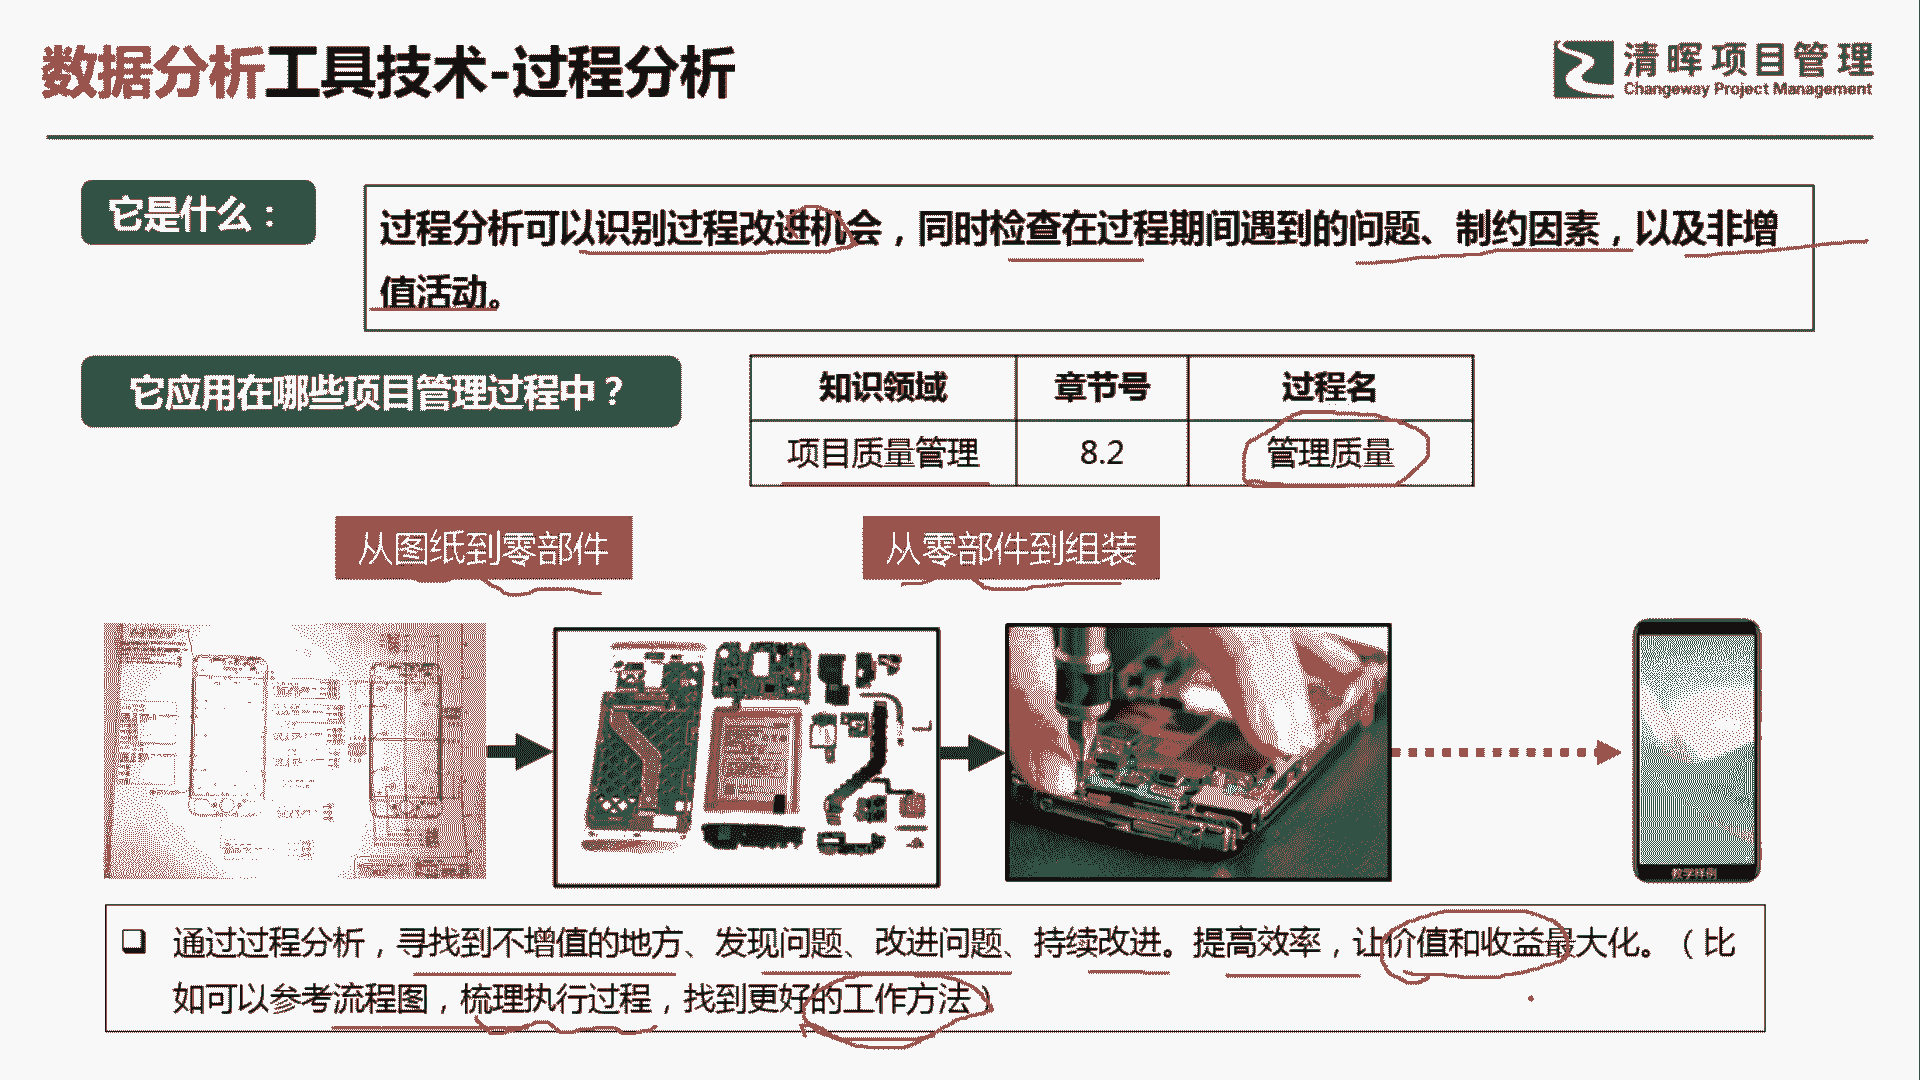 数据分析工具技术-过程分析
清晖项目管理
Changeway Project Management
它是什么：
过程分析可以识别过程改进机会，同时检查在过程期间遇到的问题、制约因素，以及非增
值活动。
它应用在哪些项目管理过程中？
知识领域 章节号 过程名
项目质量管理 8.2 管理质量
从图纸到零部件
从零部件到组装
教学样例
❑ 通过过程分析，寻找到不增值的地方、发现问题、改进问题、持续改进。提高效率，让价值和收益最大化。（比
如可以参考流程图，梳理执行过程，找到更好的工作方法）